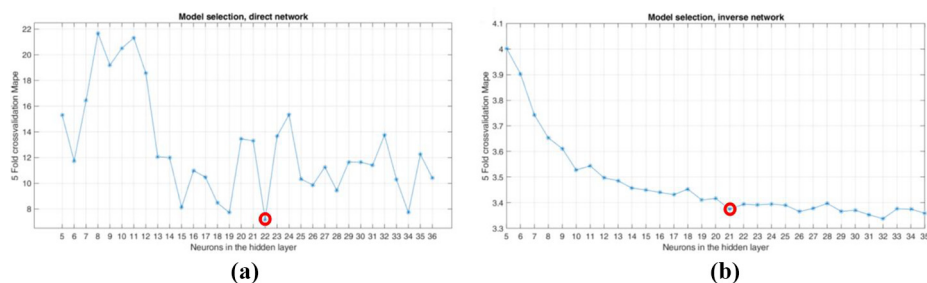 Model selection, direct network
22
20
18
16
14
12
10
8
5 Fold crossvalidation Mape
5 6 7 8 9 10 11 12 13 14 15 16 17 18 19 20 21 22 23 24 25 26 27 28 29 30 31 32 33 34 35 36
Neurons in the hidden layer
(a)
Model selection, inverse network
4.1
4
3.9
3.8
3.7
3.6
3.5
3.4
3.3
5 Fold crossvalidation Mape
5 6 7 8 9 10 11 12 13 14 15 16 17 18 19 20 21 22 23 24 25 26 27 28 29 30 31 32 33 34 35
Neurons in the hidden layer
(b)